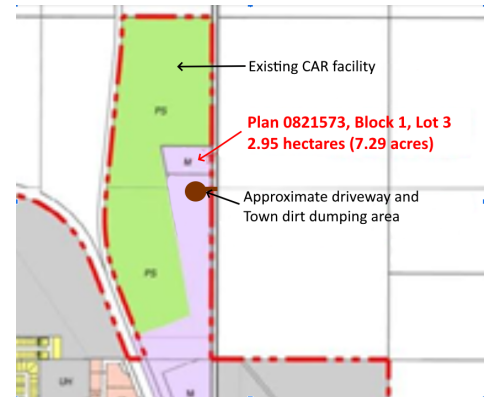 Existing CAR facility
PS
Plan 0821573, Block 1, Lot 3
2.95 hectares (7.29 acres)
M
Approximate driveway and
Town dirt dumping area
PS
UH
M